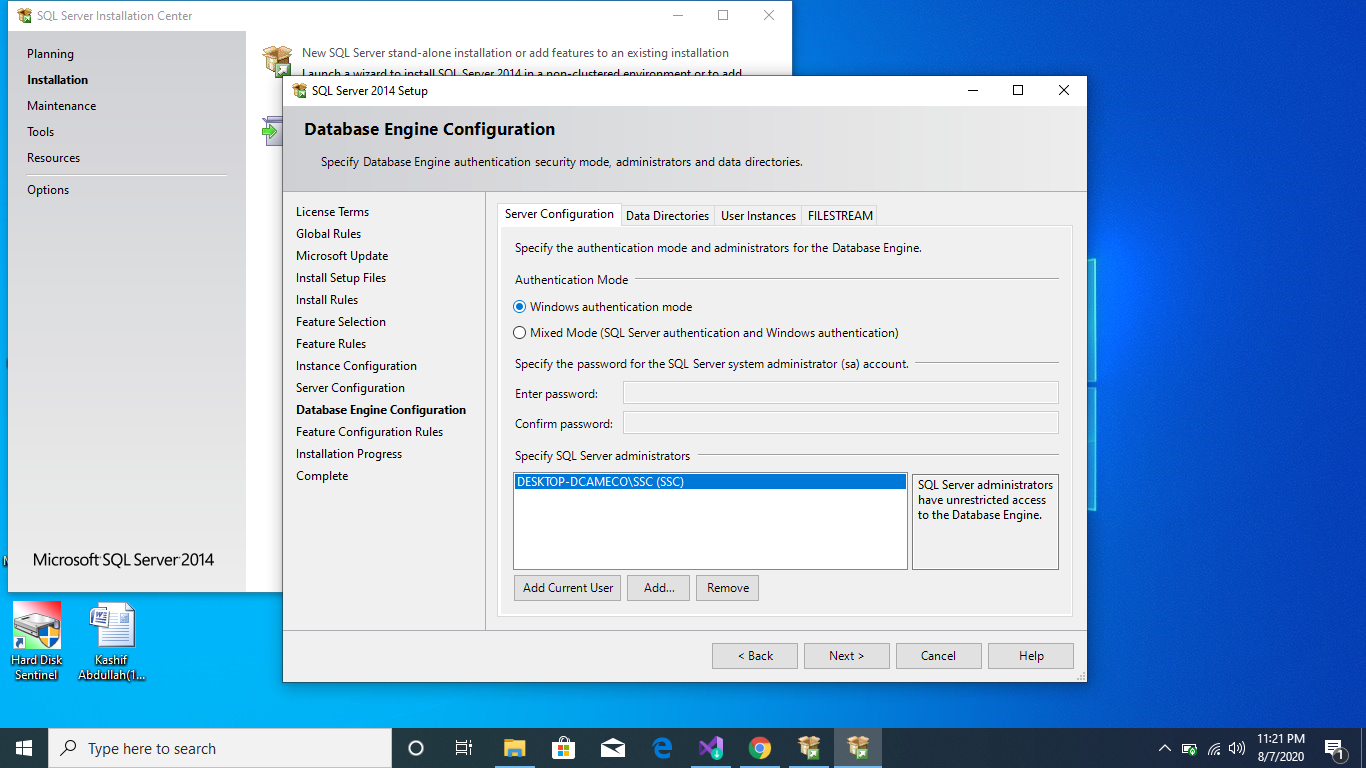 SQL Server Installation Center
Planning
Installation
Maintenance
Tools
Resources
Options
Microsoft SQL Server 2014
New SQL Server stand-alone installation or add features to an existing installation
Launch a wizard to install SQL Server 2014 in a non-clustered environment or to add
SQL Server 2014 Setup
Database Engine Configuration
Specify Database Engine authentication security mode, administrators and data directories.
License Terms
Global Rules
Microsoft Update
Install Setup Files
Install Rules
Feature Selection
Feature Rules
Instance Configuration
Server Configuration
Database Engine Configuration
Feature Configuration Rules
Installation Progress
Complete
Server Configuration Data Directories User Instances FILESTREAM
Specify the authentication mode and administrators for the Database Engine.
Authentication Mode
Windows authentication mode
Mixed Mode (SQL Server authentication and Windows authentication)
Specify the password for the SQL Server system administrator (sa) account.
Enter password:
Confirm password:
Specify SQL Server administrators
DESKTOP-DCAMECO\SSC (SSC)
SQL Server administrators
have unrestricted access
to the Database Engine.
Add Current User Add... Remove
< Back Next > Cancel Help
Hard Disk
Sentinel
Kashif
Abdullah(1...
Type here to search
11:21 PM
8/7/2020
1